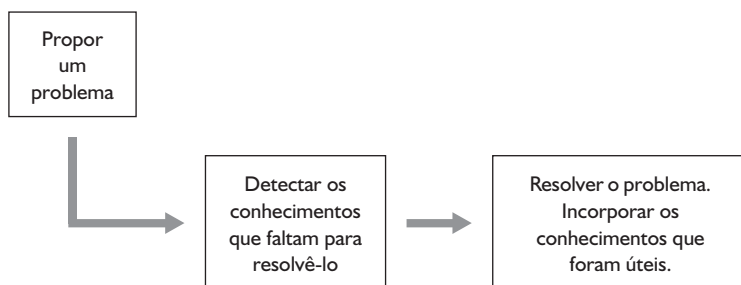 Propor
um
problema
Detectar os
conhecimentos
que faltam para
resolvê-lo
Resolver o problema.
Incorporar os
conhecimentos que
foram úteis.